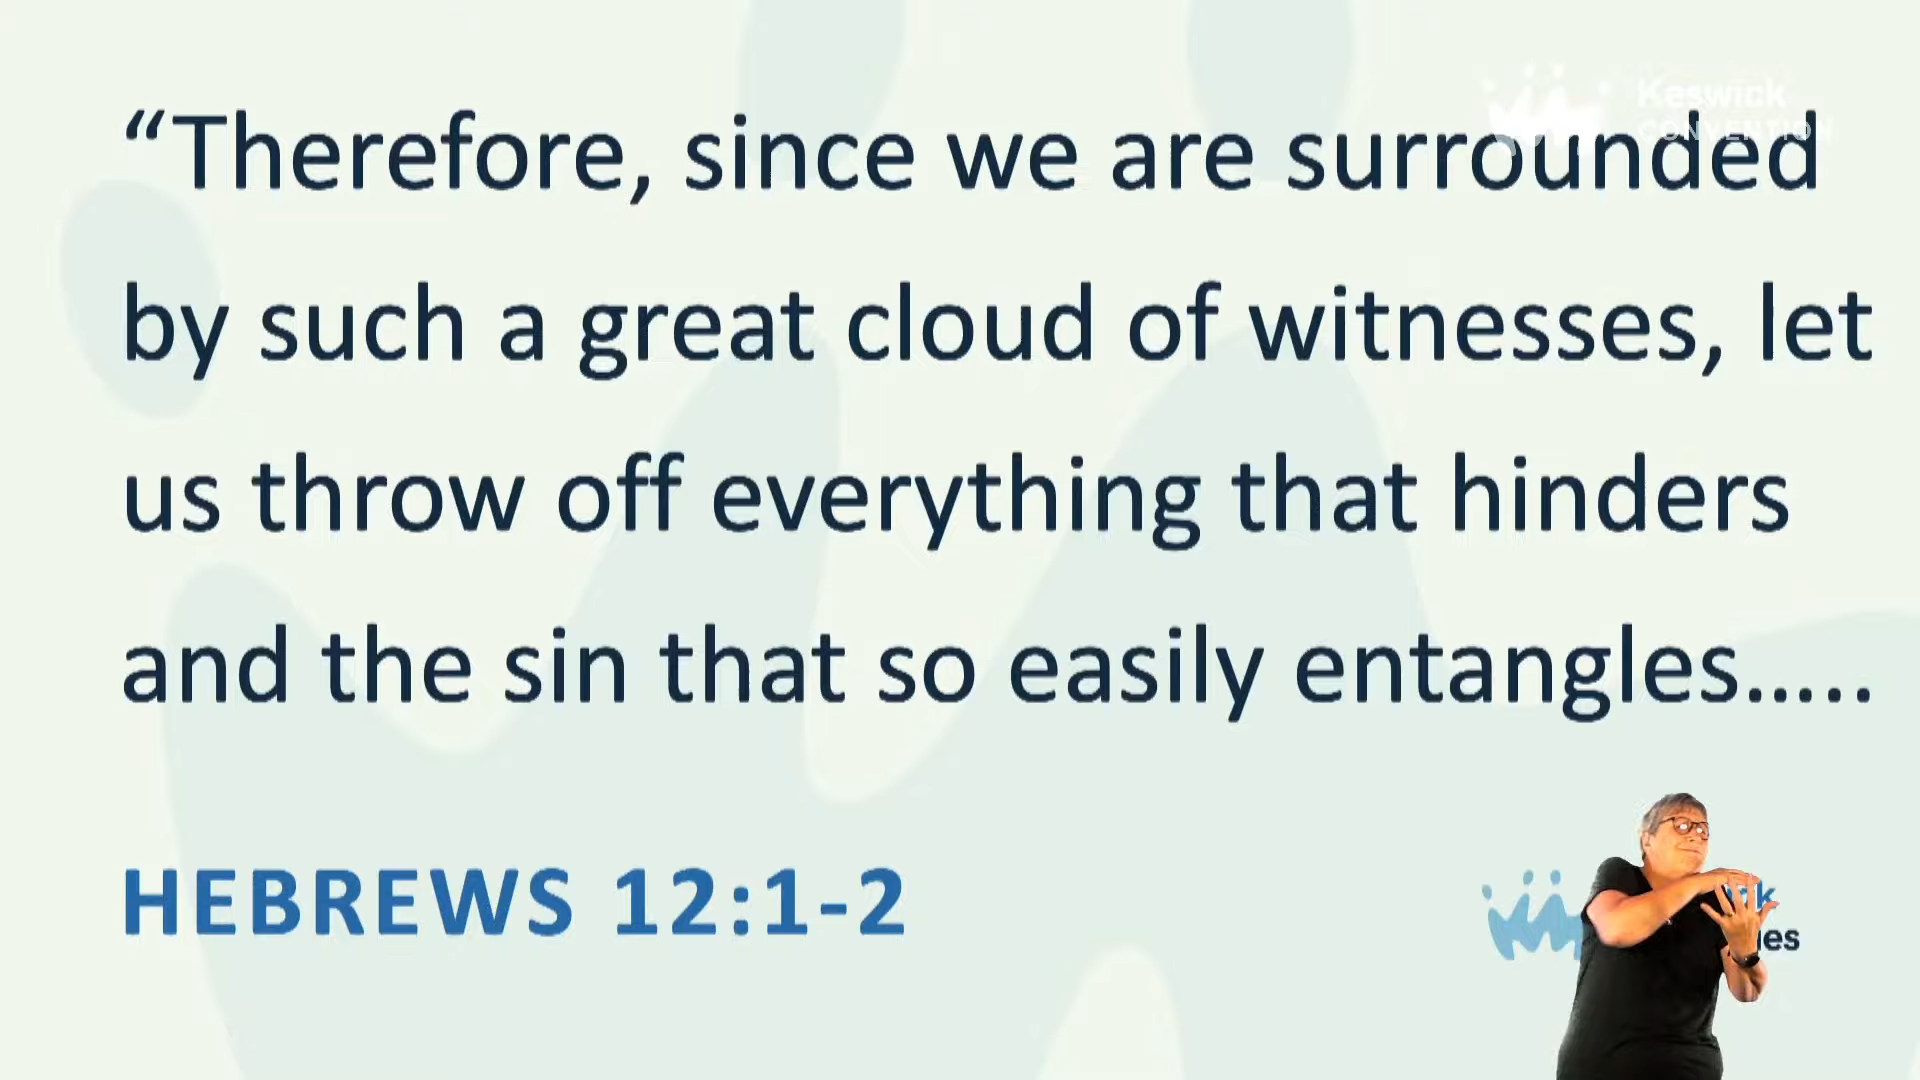 Keswick
CONVENTION
“Therefore, since we are surrounded
by such a great cloud of witnesses, let
us throw off everything that hinders
and the sin that so easily entangles…..
HEBREWS 12:1-2